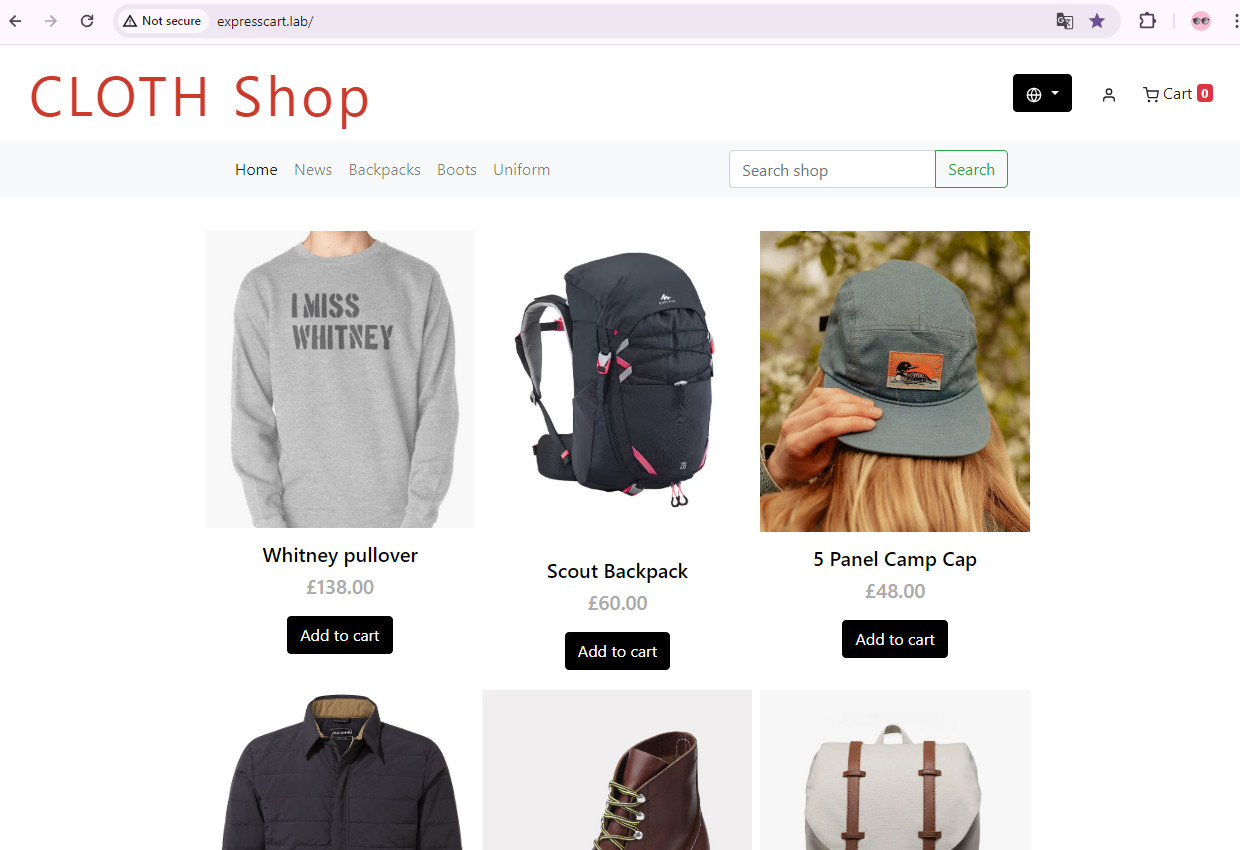 Not secure expresscart.lab/
CLOTH Shop
Cart 0
Home News Backpacks Boots Uniform Search shop Search
I MISS
WHITNEY
28
Whitney pullover
£138.00
Add to cart
Scout Backpack
£60.00
Add to cart
5 Panel Camp Cap
£48.00
Add to cart